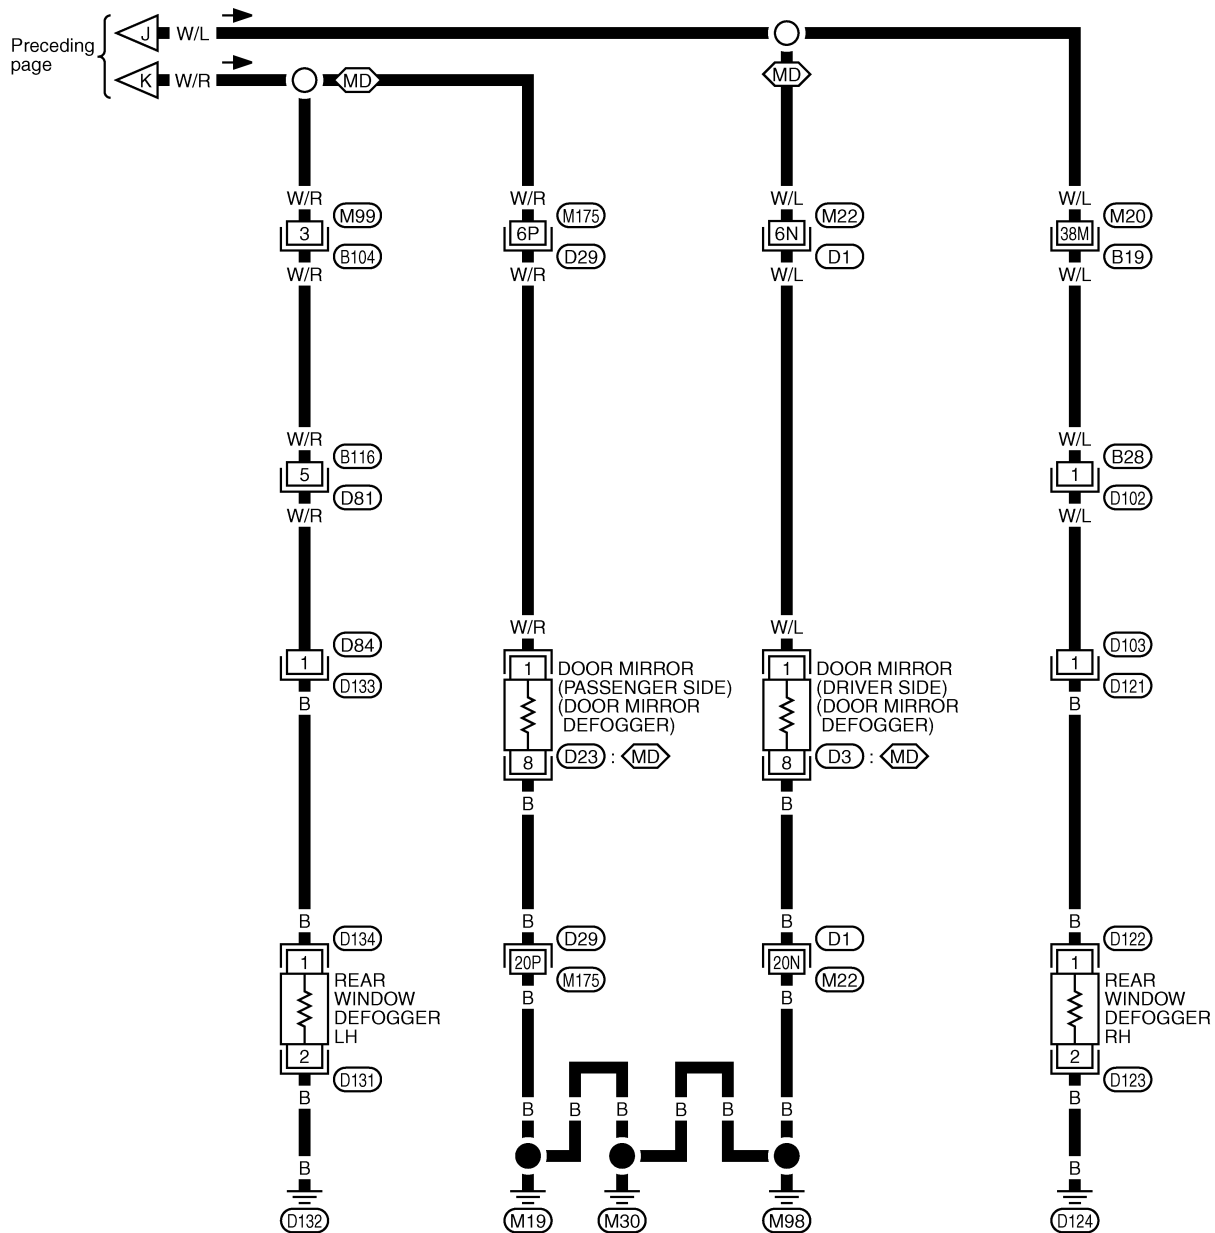 Preceding
page
J W/L
K W/R MD
MD
W/R W/R W/L W/L
3 M99 6P M175 6N M22 38M M20
B104 D29 D1 B19
W/R W/R W/L W/L
W/R W/L
5 B116 1 B28
D81 D102
W/R W/L
W/R W/L
1 D84 1 D103
D133 D121
B B
1 DOOR MIRROR
(PASSENGER SIDE)
(DOOR MIRROR
DEFOGGER)
8 D23 : MD
B
1 DOOR MIRROR
(DRIVER SIDE)
(DOOR MIRROR
DEFOGGER)
8 D3 : MD
B
B B B B
1 D134 20P D29 20N D1 1 D122
M175 M22
B B
REAR
WINDOW
DEFOGGER
LH
2 D131
REAR
WINDOW
DEFOGGER
RH
2 D123
B B
B B B B B B
B B
D132 M19 M30 M98 D124